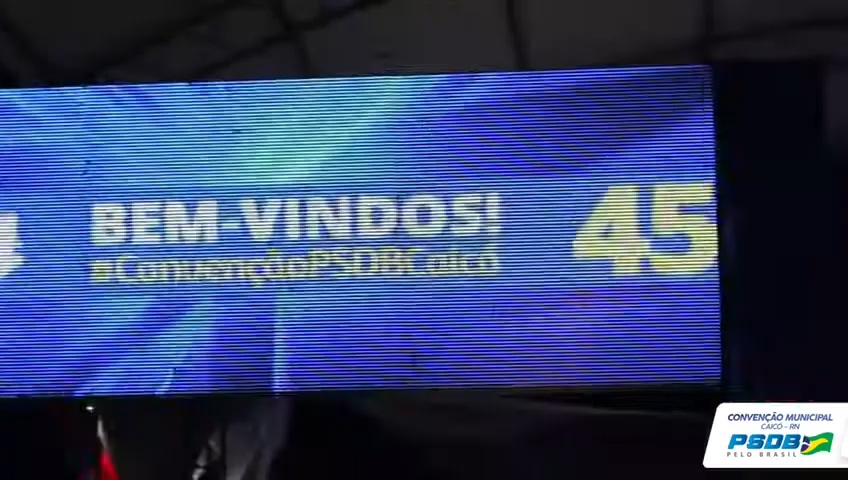 BEM-VINDOS!
#ConvençãoPSDBCaicó
45
CONVENÇÃO MUNICIPAL
CAICÓ - RN
PSDB
PELO BRASIL